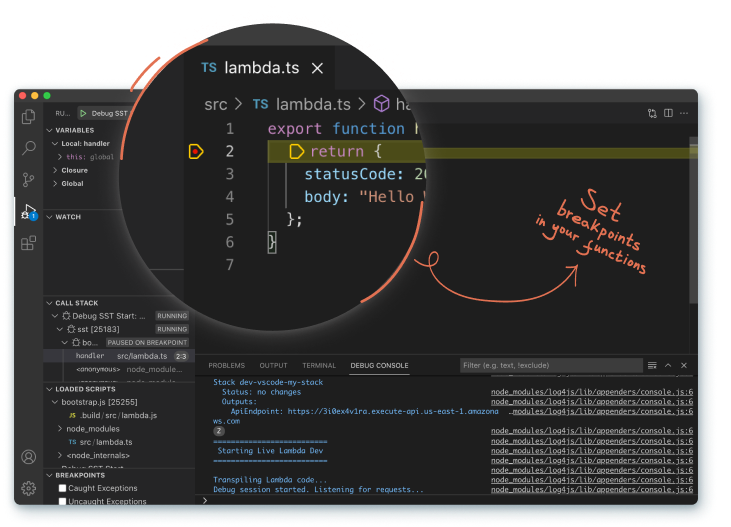 TS lambda.ts ×
src > TS lambda.ts > ha
1 export function h
2 return {
3 statusCode: 20
4 body: "Hello W
5 };
6 }
7
RU... Debug SST
VARIABLES
Local: handler
this: global
Closure
Global
WATCH
1
CALL STACK
Debug SST Start: ... RUNNING
sst [25183] RUNNING
bo... PAUSED ON BREAKPOINT
handler src/lambda.ts 2:3
<anonymous> node_module...
LOADED SCRIPTS
bootstrap.js [25255]
JS .build/src/lambda.js
node_modules
TS src/lambda.ts
<node_internals>
Debug SST Start
BREAKPOINTS
Caught Exceptions
Uncaught Exceptions
Set
breakpoints
in your functions
PROBLEMS OUTPUT TERMINAL DEBUG CONSOLE Filter (e.g. text, !exclude)
Stack dev-vscode-my-stack
Status: no changes node_modules/log4js/lib/appenders/console.js:6
Outputs: node_modules/log4js/lib/appenders/console.js:6
ApiEndpoint: https://3i0ex4v1ra.execute-api.us-east-1.amazona …modules/log4js/lib/appenders/console.js:6
ws.com
2 node_modules/log4js/lib/appenders/console.js:6
========================== node_modules/log4js/lib/appenders/console.js:6
Starting Live Lambda Dev node_modules/log4js/lib/appenders/console.js:6
========================== node_modules/log4js/lib/appenders/console.js:6
node_modules/log4js/lib/appenders/console.js:6
Transpiling Lambda code... node_modules/log4js/lib/appenders/console.js:6
Debug session started. Listening for requests... node_modules/log4js/lib/appenders/console.js:6